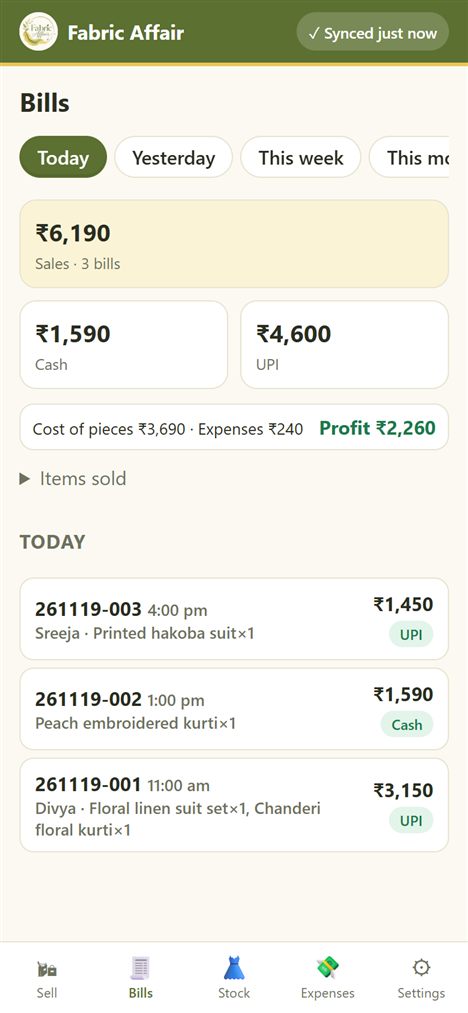 Fabric Affair
✓ Synced just now
Bills
Today
Yesterday
This week
This mo
₹6,190
Sales · 3 bills
₹1,590
Cash
₹4,600
UPI
Cost of pieces ₹3,690 · Expenses ₹240
Profit ₹2,260
▶ Items sold
TODAY
261119-003 4:00 pm
Sreeja · Printed hakoba suit×1
₹1,450
UPI
261119-002 1:00 pm
Peach embroidered kurti×1
₹1,590
Cash
261119-001 11:00 am
Divya · Floral linen suit set×1, Chanderi
floral kurti×1
₹3,150
UPI
Sell
Bills
Stock
Expenses
Settings